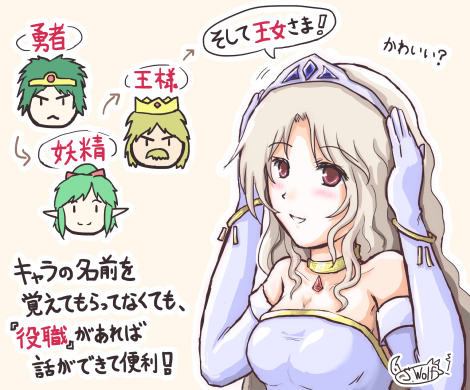 勇者
王様
妖精
そして王女さま!
かわいい?
キャラの名前を
覚えてもらってなくても、
『役職』があれば
話ができて便利!
S Wolf